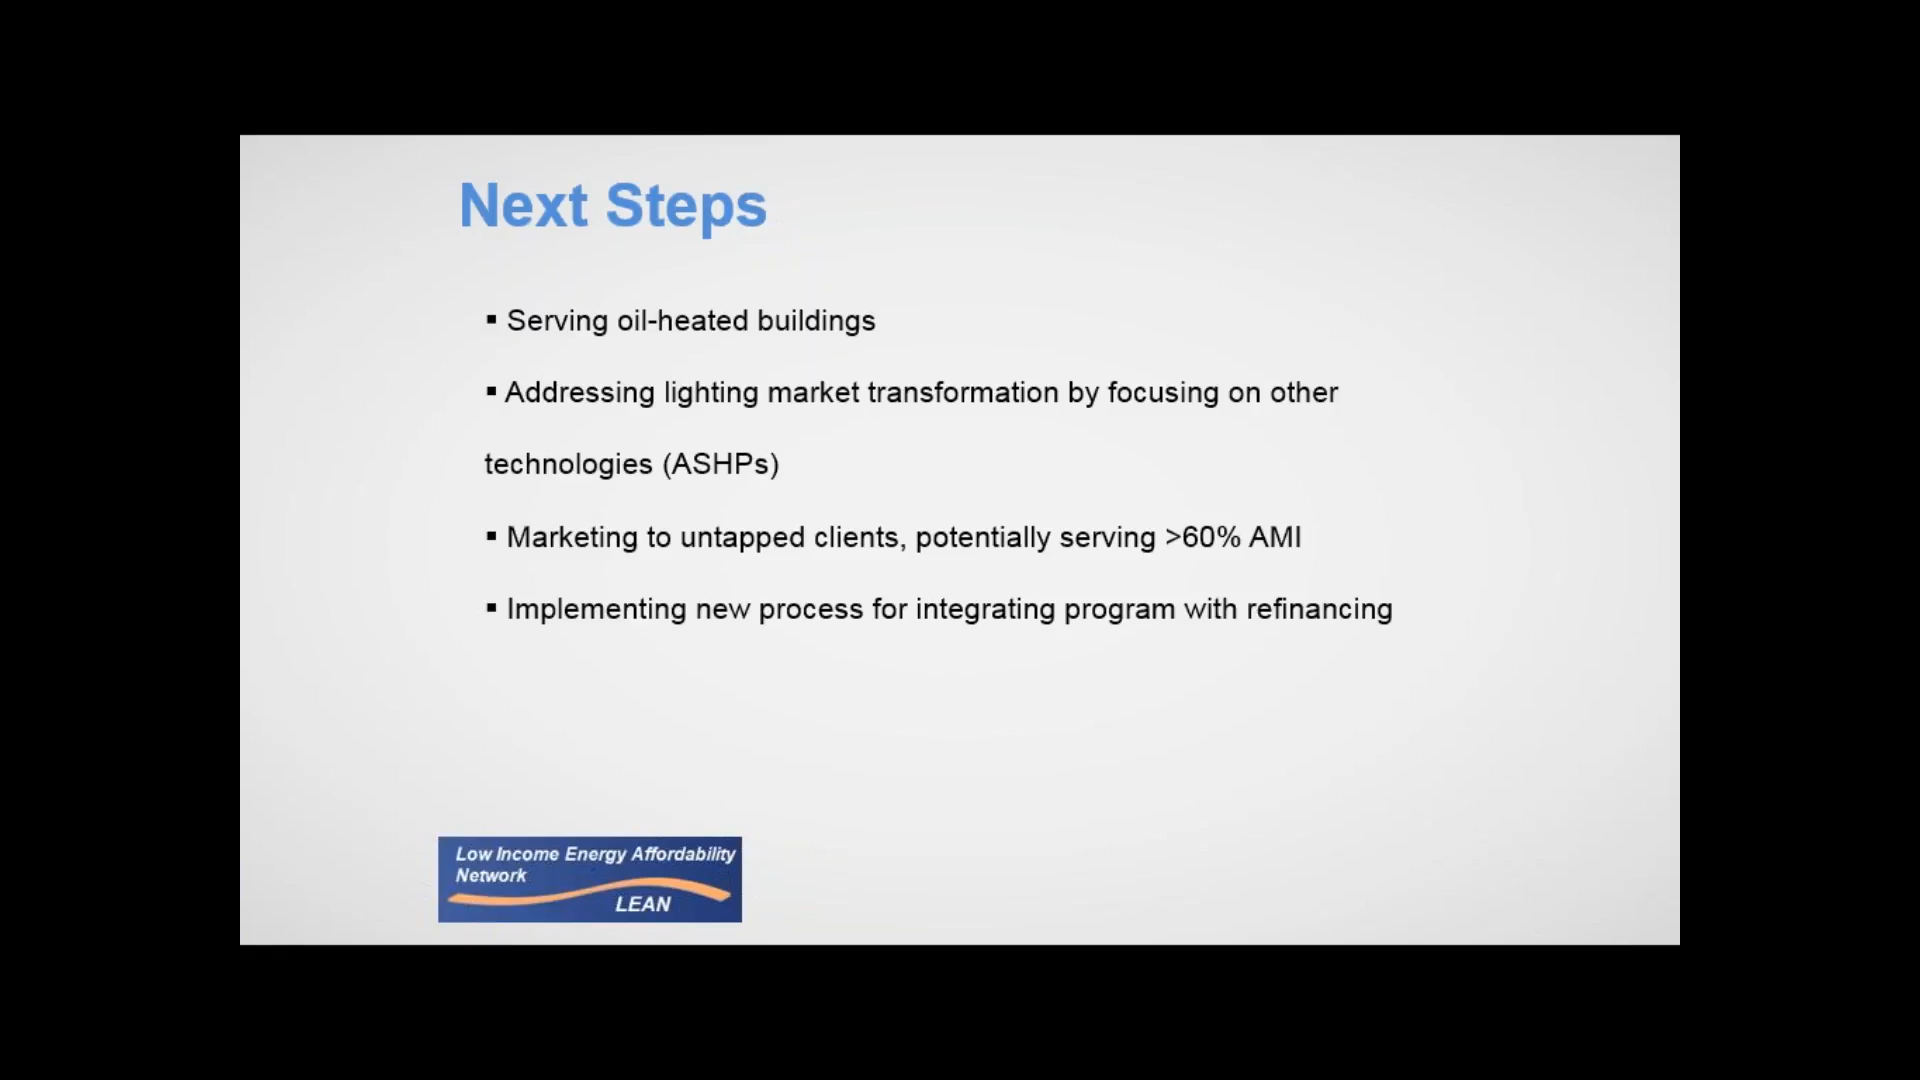 Next Steps
▪ Serving oil-heated buildings
▪ Addressing lighting market transformation by focusing on other
technologies (ASHPs)
▪ Marketing to untapped clients, potentially serving >60% AMI
▪ Implementing new process for integrating program with refinancing
Low Income Energy Affordability
Network
LEAN